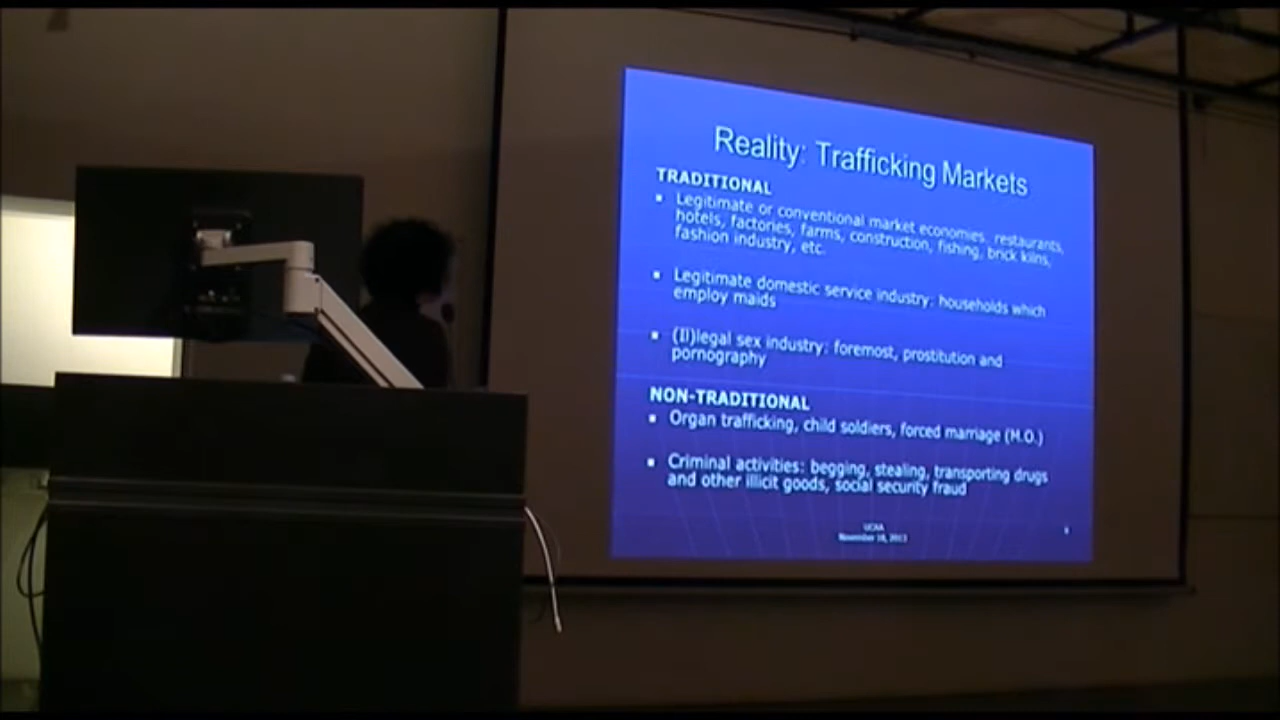 Reality: Trafficking Markets
TRADITIONAL
▪ Legitimate or conventional market economies, restaurants,
hotels, factories, farms, construction, fishing, brick kilns,
fashion industry, etc.
▪ Legitimate domestic service industry: households which
employ maids
▪ (Il)legal sex industry: foremost, prostitution and
pornography
NON-TRADITIONAL
▪ Organ trafficking, child soldiers, forced marriage (M.O.)
▪ Criminal activities: begging, stealing, transporting drugs
and other illicit goods, social security fraud
November 18, 2013